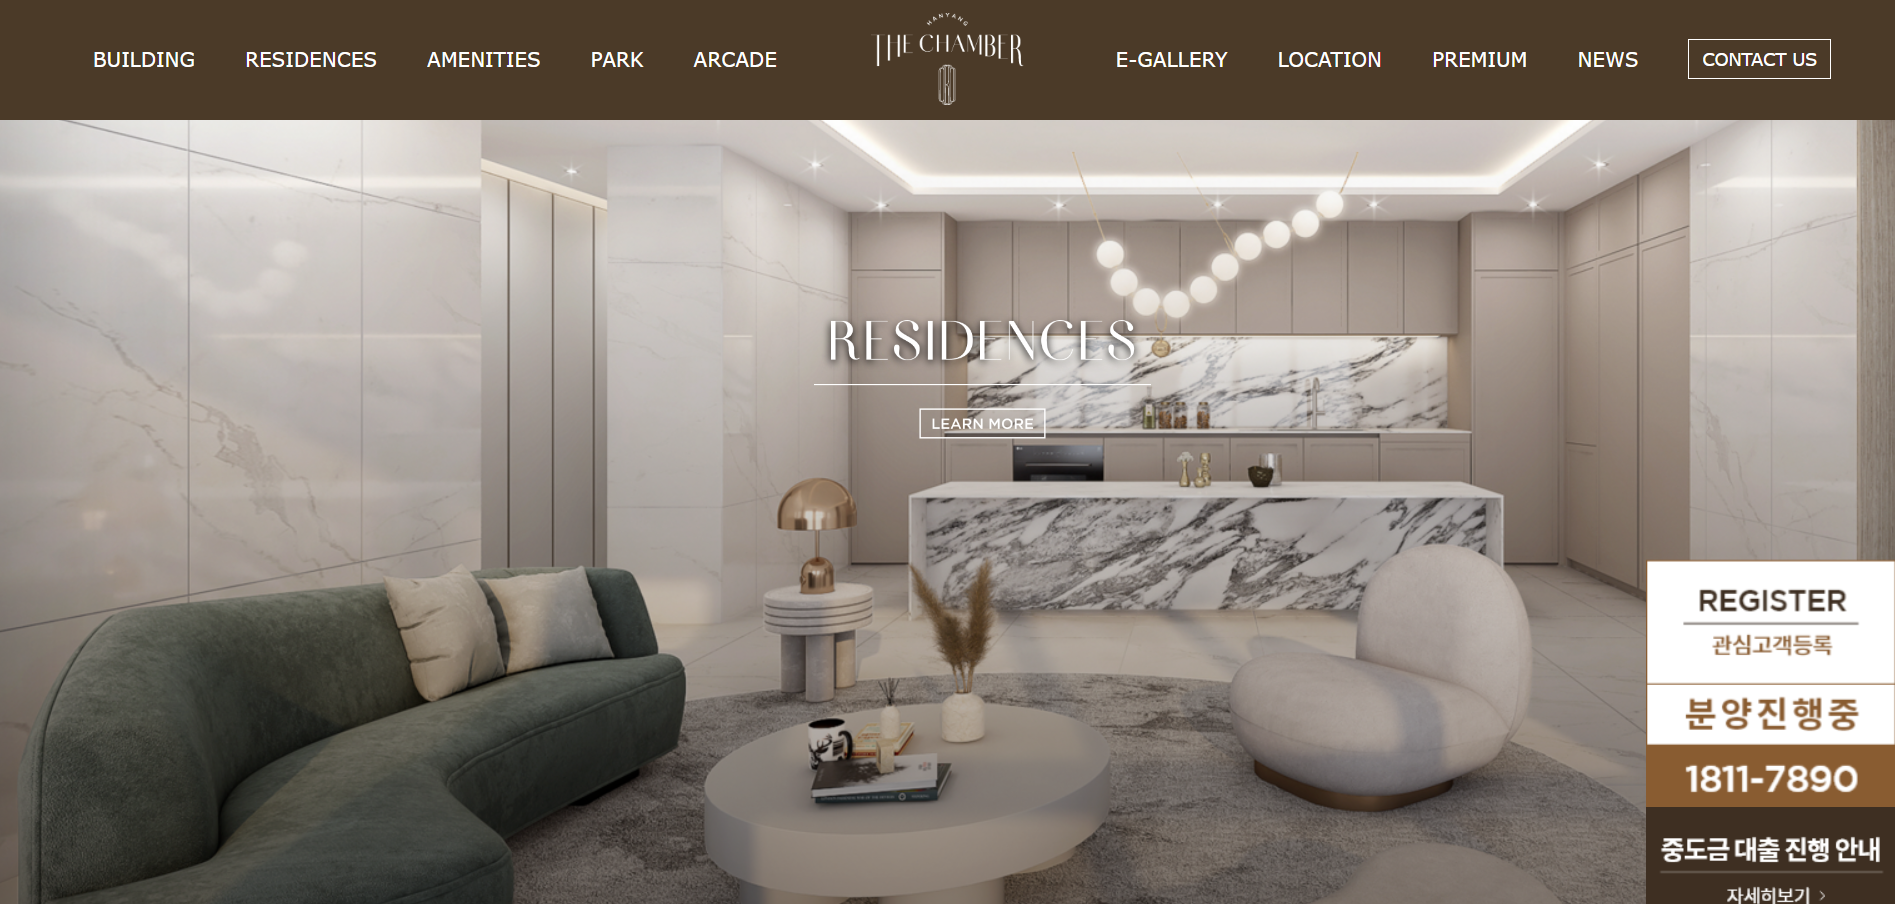 BUILDING RESIDENCES AMENITIES PARK ARCADE
HANYANG
THE CHAMBER
E-GALLERY LOCATION PREMIUM NEWS CONTACT US
RESIDENCES
LEARN MORE
REGISTER
관심고객등록
분양진행중
1811-7890
중도금 대출 진행 안내
자세히보기 >